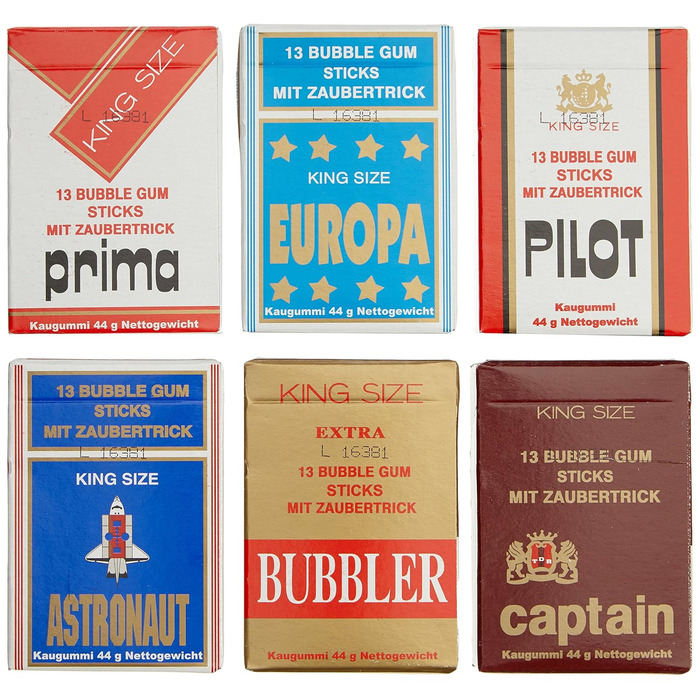 KING SIZE
L 16381
13 BUBBLE GUM
STICKS
MIT ZAUBERTRICK
prima
Kaugummi 44 g Nettogewicht
13 BUBBLE GUM
STICKS
MIT ZAUBERTRICK
L 16381
KING SIZE
EUROPA
Kaugummi 44 g Nettogewicht
L 16381
KING SIZE
13 BUBBLE GUM
STICKS
MIT ZAUBERTRICK
PILOT
Kaugummi
44 g Nettogewicht
13 BUBBLE GUM
STICKS
MIT ZAUBERTRICK
L 16381
KING SIZE
ASTRONAUT
Kaugummi 44 g Nettogewicht
KING SIZE
EXTRA
L 16381
13 BUBBLE GUM
STICKS
MIT ZAUBERTRICK
BUBBLER
Kaugummi 44 g Nettogewicht
KING SIZE
13 BUBBLE GUM
STICKS
MIT ZAUBERTRICK
TDR
captain
Kaugummi 44 g Nettogewicht